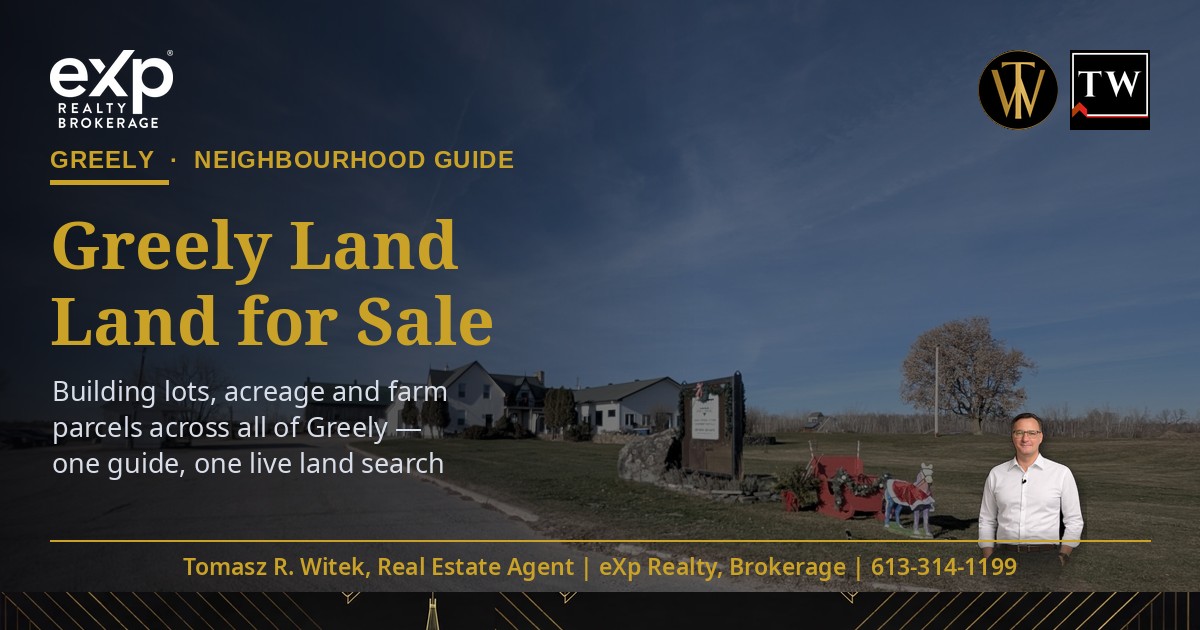 eXp®
REALTY
BROKERAGE
TW
TW
GREELY · NEIGHBOURHOOD GUIDE
Greely Land
Land for Sale
Building lots, acreage and farm
parcels across all of Greely —
one guide, one live land search
Tomasz R. Witek, Real Estate Agent | eXp Realty, Brokerage | 613-314-1199